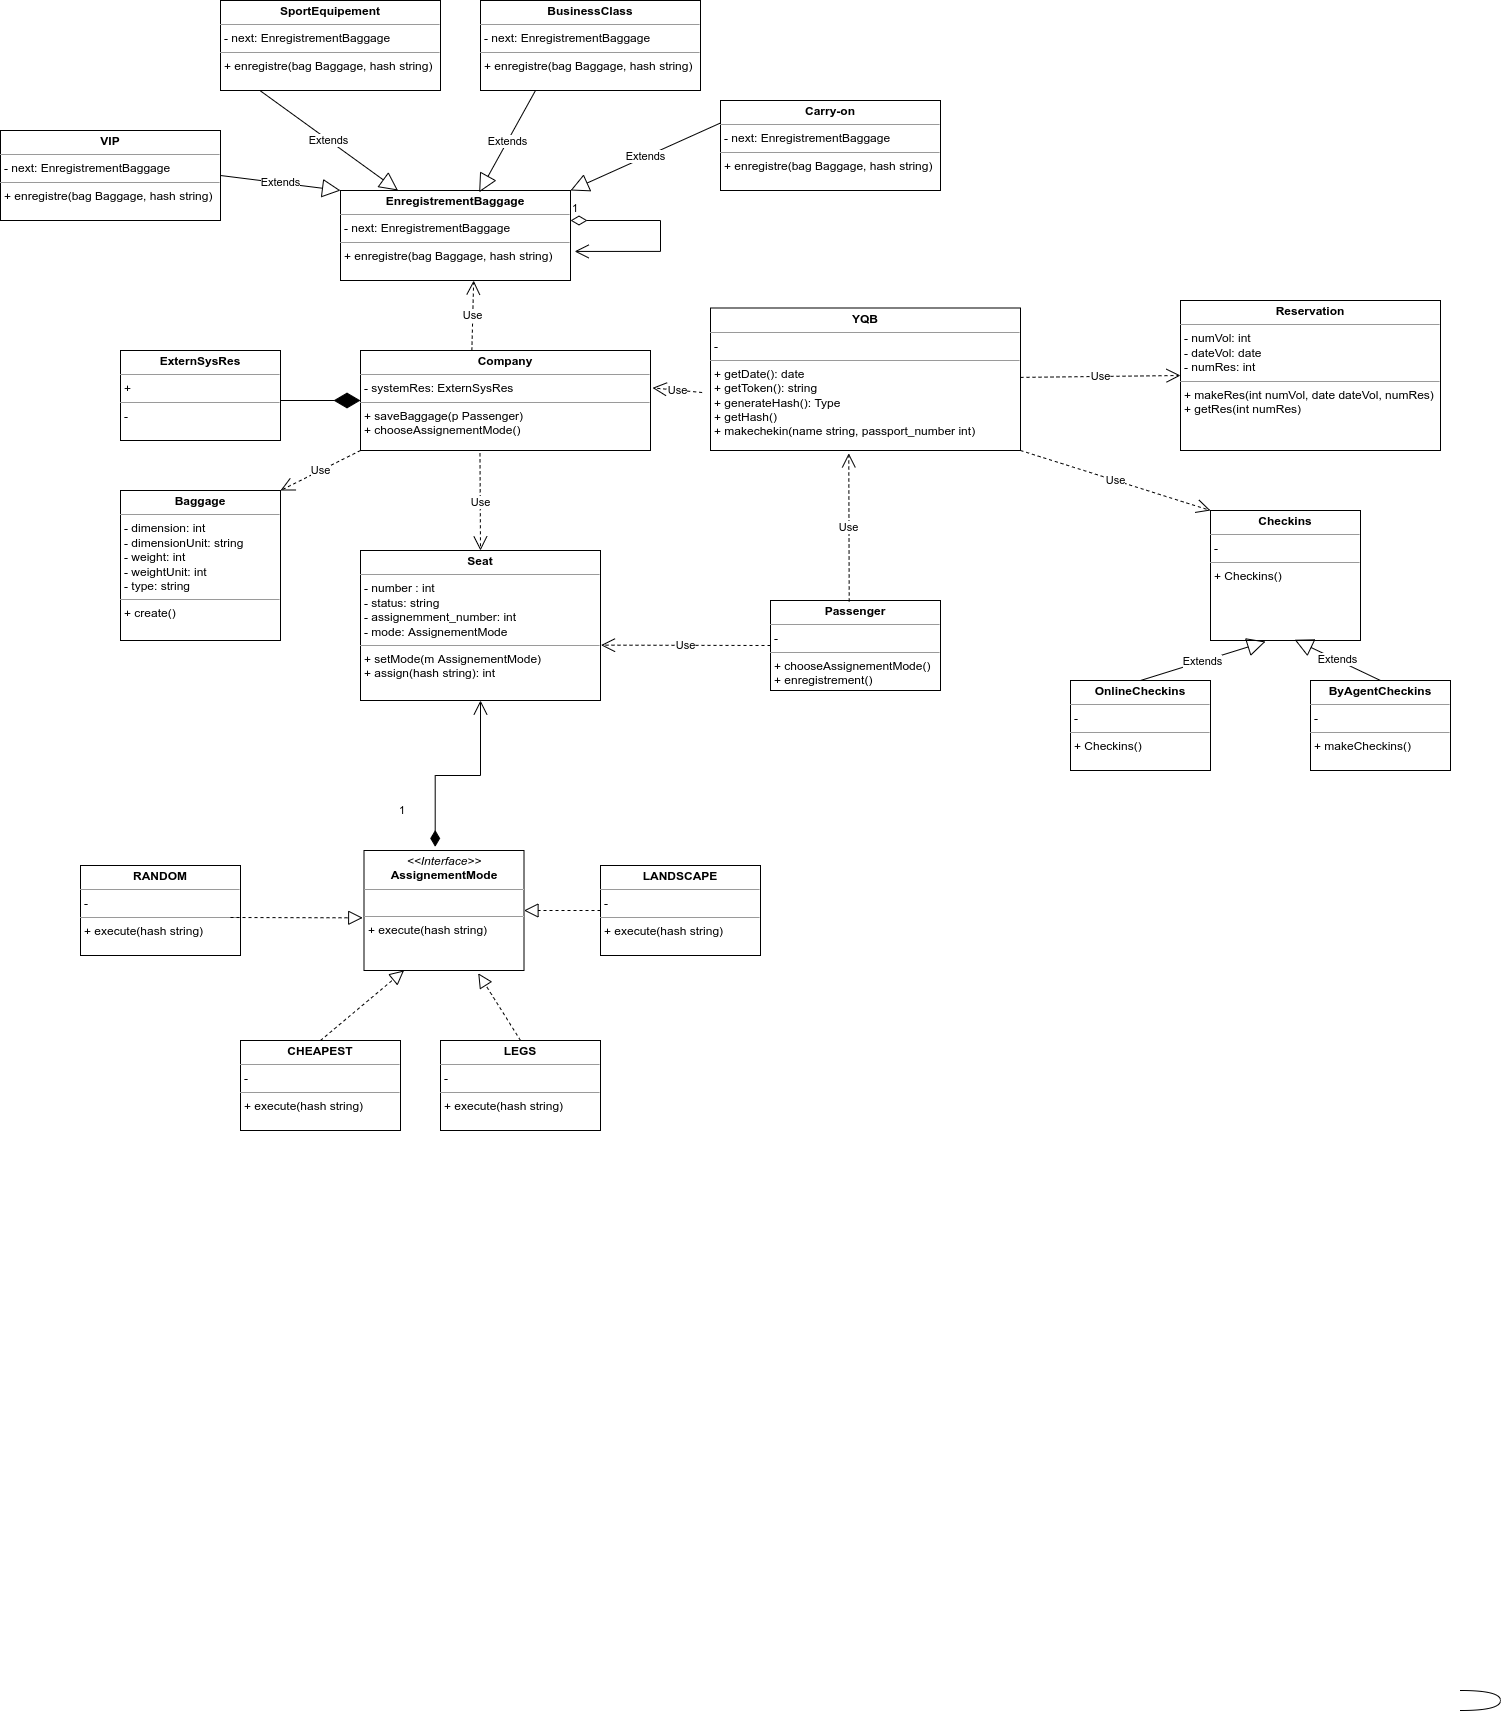 SportEquipement
- next: EnregistrementBaggage
+ enregistre(bag Baggage, hash string)
BusinessClass
- next: EnregistrementBaggage
+ enregistre(bag Baggage, hash string)
Carry-on
- next: EnregistrementBaggage
+ enregistre(bag Baggage, hash string)
VIP
- next: EnregistrementBaggage
+ enregistre(bag Baggage, hash string)
Extends
Extends
Extends
Extends
EnregistrementBaggage
- next: EnregistrementBaggage
+ enregistre(bag Baggage, hash string)
1
Use
ExternSysRes
+
-
Company
- systemRes: ExternSysRes
+ saveBaggage(p Passenger)
+ chooseAssignementMode()
Use
YQB
-
+ getDate(): date
+ getToken(): string
+ generateHash(): Type
+ getHash()
+ makechekin(name string, passport_number int)
Use
Reservation
- numVol: int
- dateVol: date
- numRes: int
+ makeRes(int numVol, date dateVol, numRes)
+ getRes(int numRes)
Use
Use
Use
Use
Baggage
- dimension: int
- dimensionUnit: string
- weight: int
- weightUnit: int
- type: string
+ create()
Seat
- number : int
- status: string
- assignemment_number: int
- mode: AssignementMode
+ setMode(m AssignementMode)
+ assign(hash string): int
Use
Passenger
-
+ chooseAssignementMode()
+ enregistrement()
Checkins
-
+ Checkins()
Extends
Extends
OnlineCheckins
-
+ Checkins()
ByAgentCheckins
-
+ makeCheckins()
1
RANDOM
-
+ execute(hash string)
<<Interface>>
AssignementMode
+ execute(hash string)
LANDSCAPE
-
+ execute(hash string)
CHEAPEST
-
+ execute(hash string)
LEGS
-
+ execute(hash string)